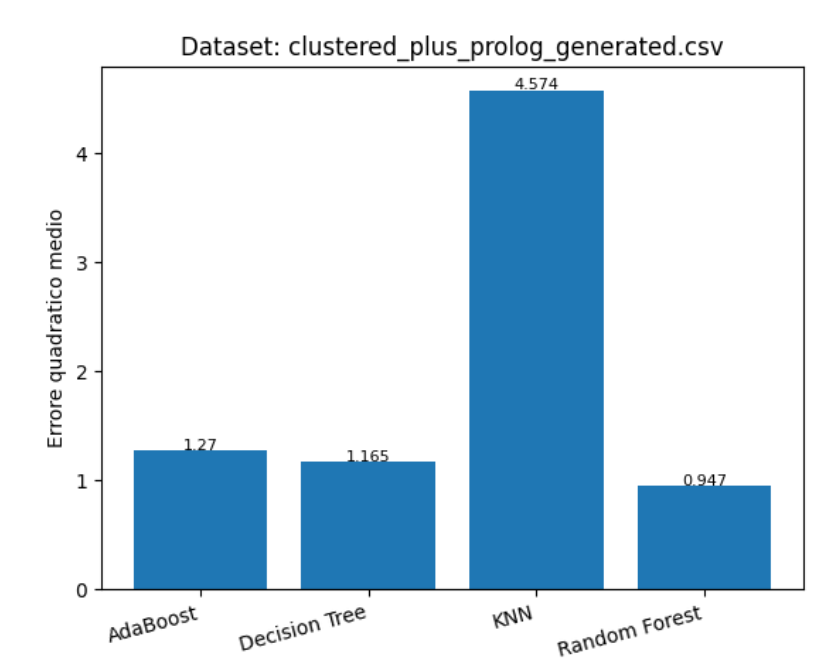 Dataset: clustered_plus_prolog_generated.csv
Errore quadratico medio
4
3
2
1
0
1.27
1.165
4.574
0.947
AdaBoost
Decision Tree
KNN
Random Forest